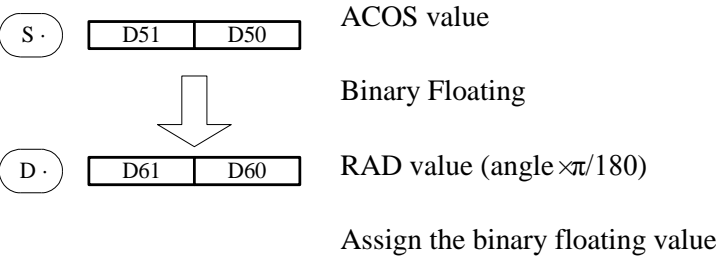 S · D51 D50 ACOS value
Binary Floating
D · D61 D60 RAD value (angle×π/180)
Assign the binary floating value